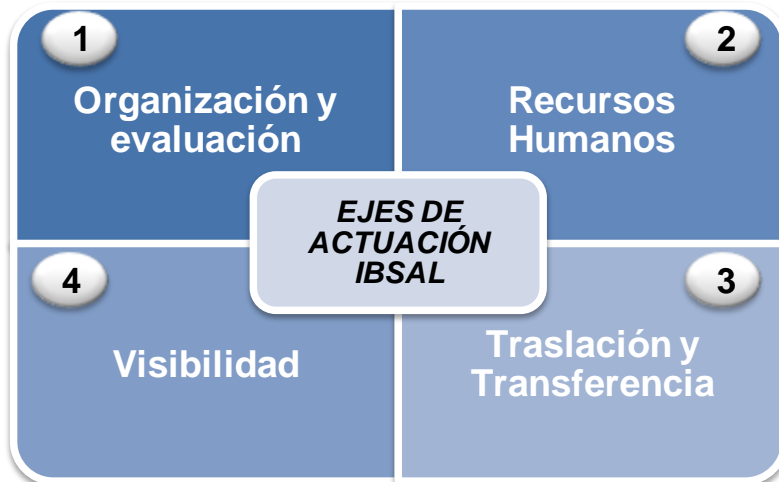 1
Organización y
evaluación
2
Recursos
Humanos
EJES DE
ACTUACIÓN
IBSAL
4
Visibilidad
3
Traslación y
Transferencia